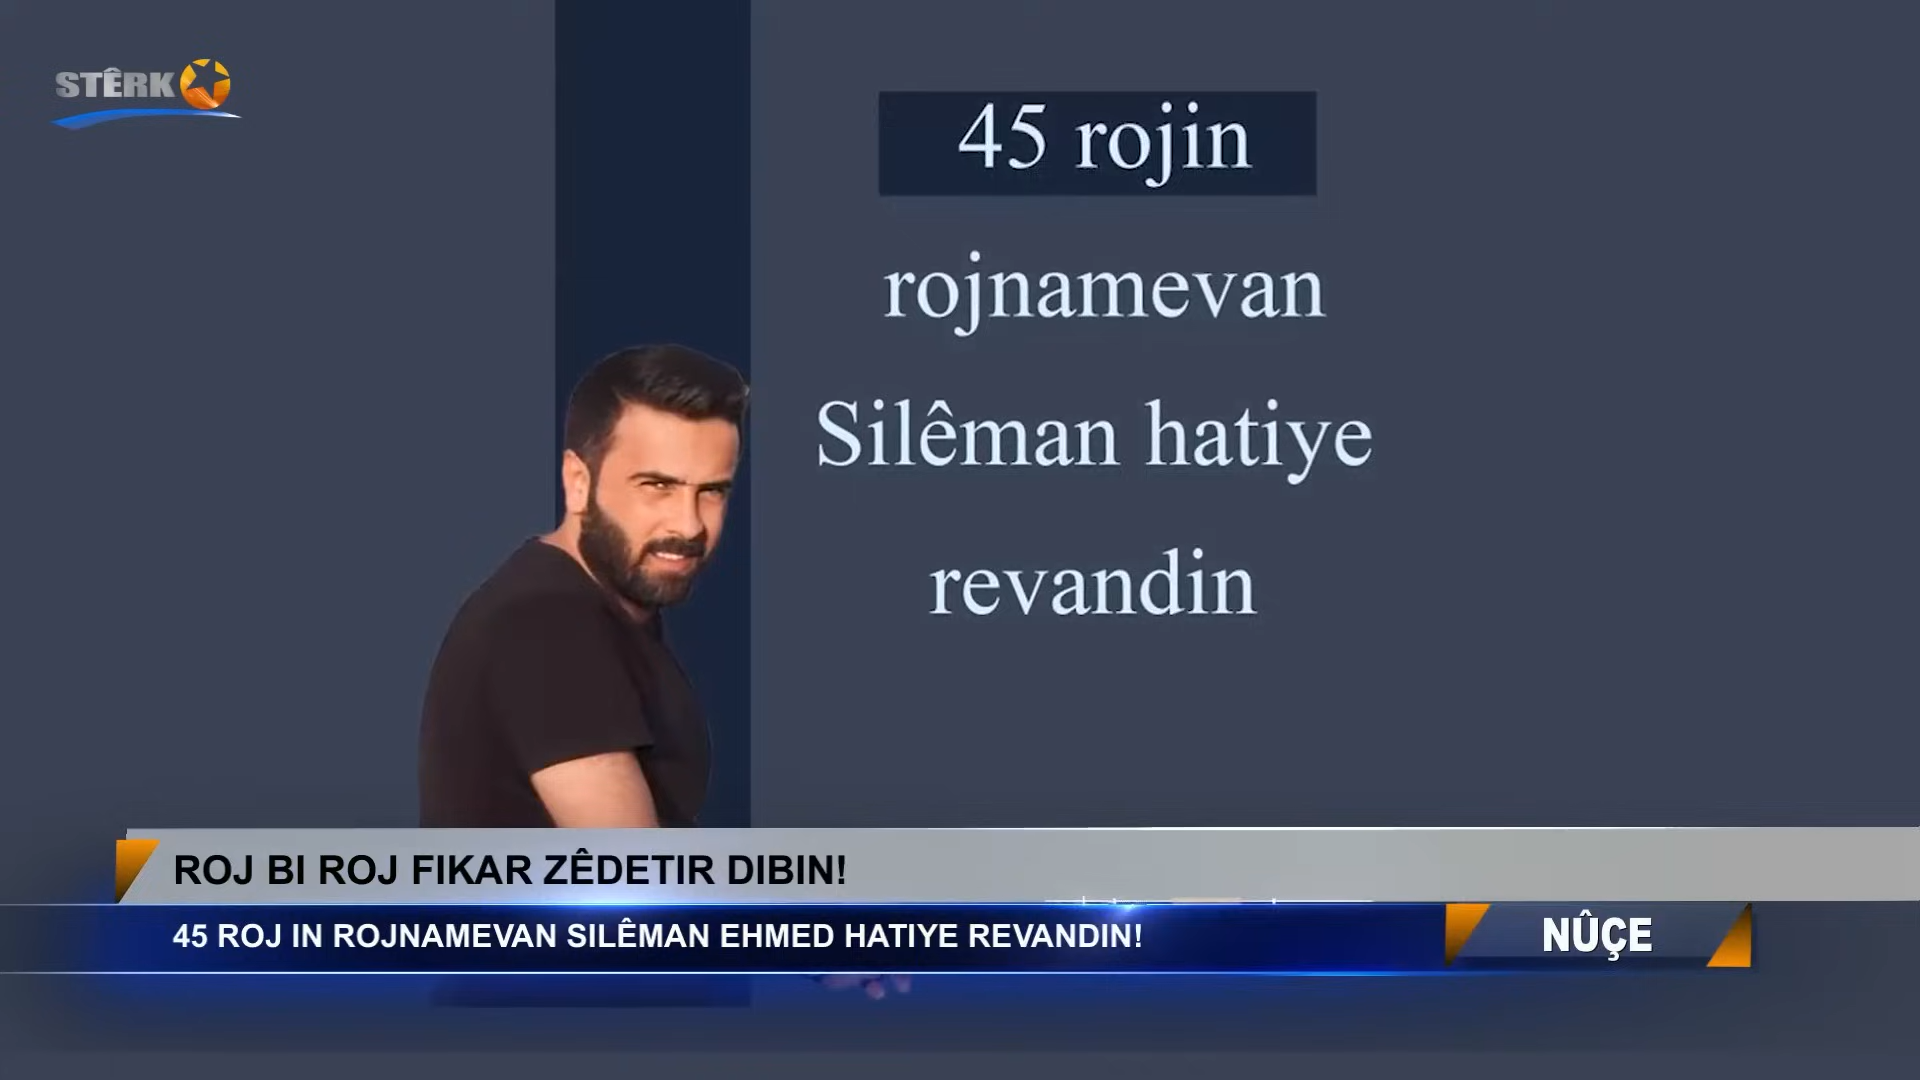 STÊRK
45 rojin
rojnamevan
Silêman hatiye
revandin
ROJ BI ROJ FIKAR ZÊDETIR DIBIN!
45 ROJ IN ROJNAMEVAN SILÊMAN EHMED HATIYE REVANDIN!
NÛÇE